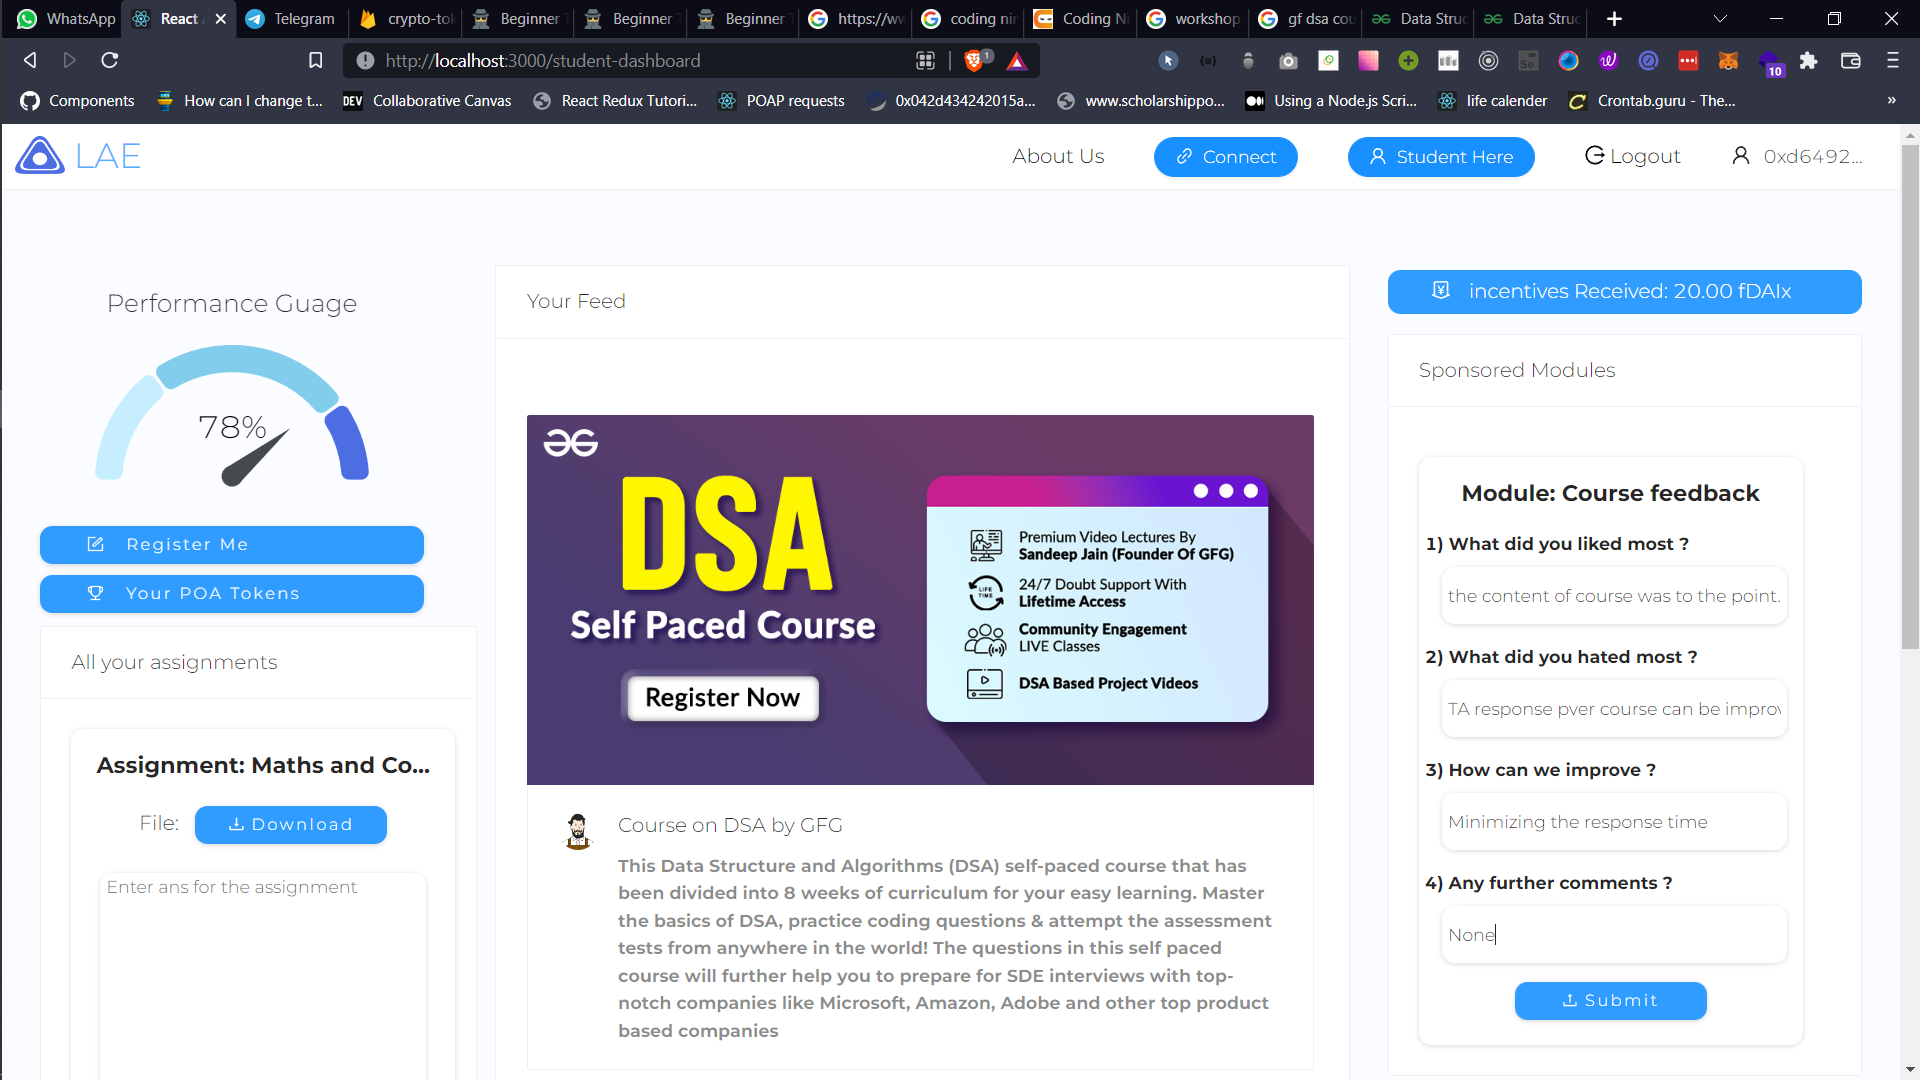 WhatsApp
React
Telegram
crypto-tok
Beginner T
Beginner T
Beginner T
https://ww
coding nin
Coding Ni
workshop
gf dsa cou
Data Struc
Data Struc
http://localhost:3000/student-dashboard
1
10
Components
How can I change t...
DEV Collaborative Canvas
React Redux Tutori...
POAP requests
0x042d434242015a...
www.scholarshippo...
Using a Node.js Scri...
life calender
Crontab.guru - The...
»
LAE
About Us
Connect
Student Here
Logout
0xd6492...
Performance Guage
78%
Register Me
Your POA Tokens
All your assignments
Assignment: Maths and Co...
File:
Download
Enter ans for the assignment
Your Feed
DSA
Self Paced Course
Register Now
Premium Video Lectures By
Sandeep Jain (Founder Of GFG)
LIFE
TIME
24/7 Doubt Support With
Lifetime Access
Community Engagement
LIVE Classes
DSA Based Project Videos
Course on DSA by GFG
This Data Structure and Algorithms (DSA) self-paced course that has
been divided into 8 weeks of curriculum for your easy learning. Master
the basics of DSA, practice coding questions & attempt the assessment
tests from anywhere in the world! The questions in this self paced
course will further help you to prepare for SDE interviews with top-
notch companies like Microsoft, Amazon, Adobe and other top product
based companies
incentives Received: 20.00 fDAIx
Sponsored Modules
Module: Course feedback
1) What did you liked most ?
the content of course was to the point.
2) What did you hated most ?
TA response pver course can be improv
3) How can we improve ?
Minimizing the response time
4) Any further comments ?
None
Submit